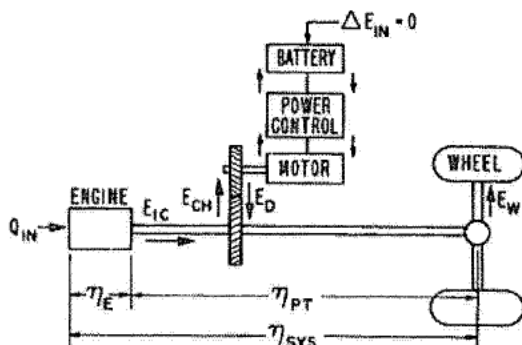 ΔE_IN = 0
BATTERY
POWER
CONTROL
MOTOR
WHEEL
ENGINE
E_IC
E_CH
E_D
E_W
Q_IN
η_E
η_PT
η_SYS